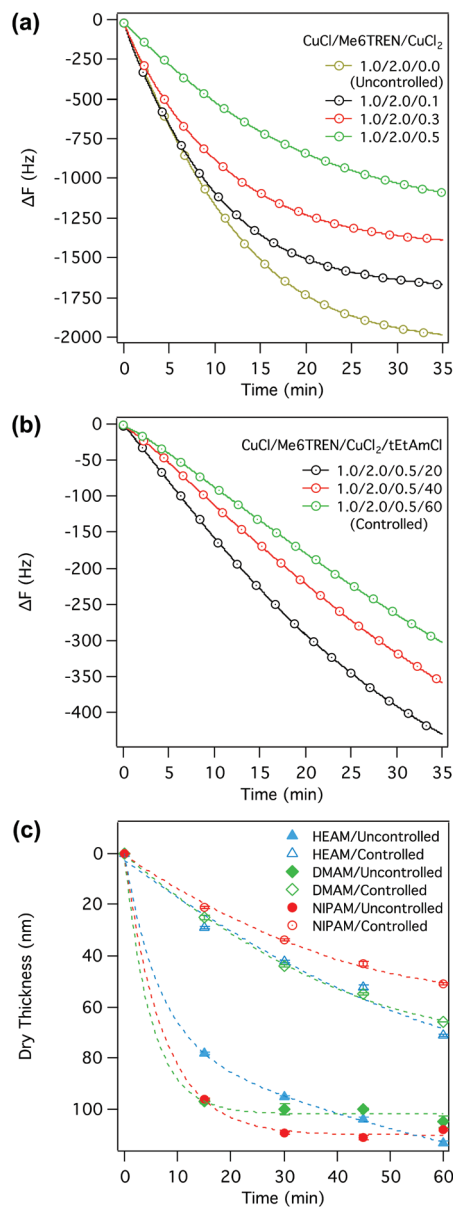 (a)
CuCl/Me6TREN/CuCl₂
1.0/2.0/0.0
(Uncontrolled)
1.0/2.0/0.1
1.0/2.0/0.3
1.0/2.0/0.5
0
-250
-500
-750
-1000
-1250
-1500
-1750
-2000
ΔF (Hz)
0 5 10 15 20 25 30 35
Time (min)
(b)
CuCl/Me6TREN/CuCl₂/tEtAmCl
1.0/2.0/0.5/20
1.0/2.0/0.5/40
1.0/2.0/0.5/60
(Controlled)
0
-50
-100
-150
-200
-250
-300
-350
-400
ΔF (Hz)
0 5 10 15 20 25 30 35
Time (min)
(c)
HEAM/Uncontrolled
HEAM/Controlled
DMAM/Uncontrolled
DMAM/Controlled
NIPAM/Uncontrolled
NIPAM/Controlled
0
20
40
60
80
100
Dry Thickness (nm)
0 10 20 30 40 50 60
Time (min)